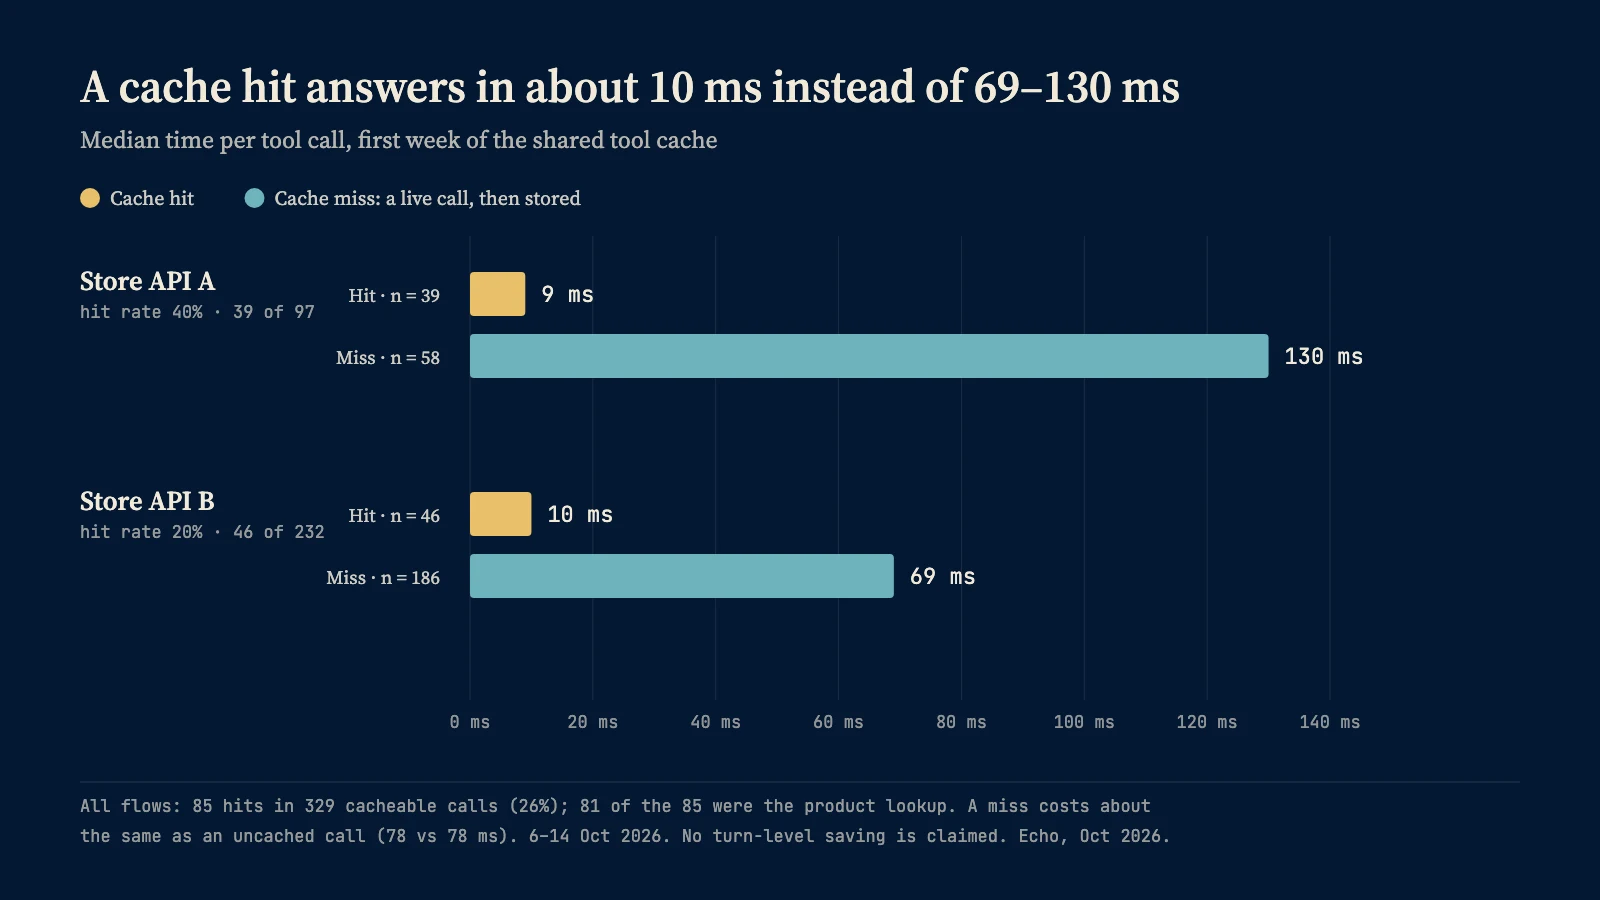 A cache hit answers in about 10 ms instead of 69–130 ms
Median time per tool call, first week of the shared tool cache
Cache hit
Cache miss: a live call, then stored
Store API A
hit rate 40% · 39 of 97
Hit · n = 39
9 ms
Miss · n = 58
130 ms
Store API B
hit rate 20% · 46 of 232
Hit · n = 46
10 ms
Miss · n = 186
69 ms
0 ms
20 ms
40 ms
60 ms
80 ms
100 ms
120 ms
140 ms
All flows: 85 hits in 329 cacheable calls (26%); 81 of the 85 were the product lookup. A miss costs about
the same as an uncached call (78 vs 78 ms). 6–14 Oct 2026. No turn-level saving is claimed. Echo, Oct 2026.